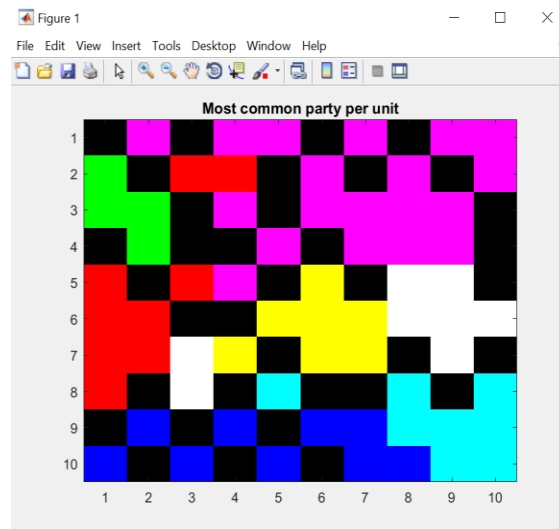 Figure 1
File Edit View Insert Tools Desktop Window Help
Most common party per unit
1
2
3
4
5
6
7
8
9
10
1 2 3 4 5 6 7 8 9 10